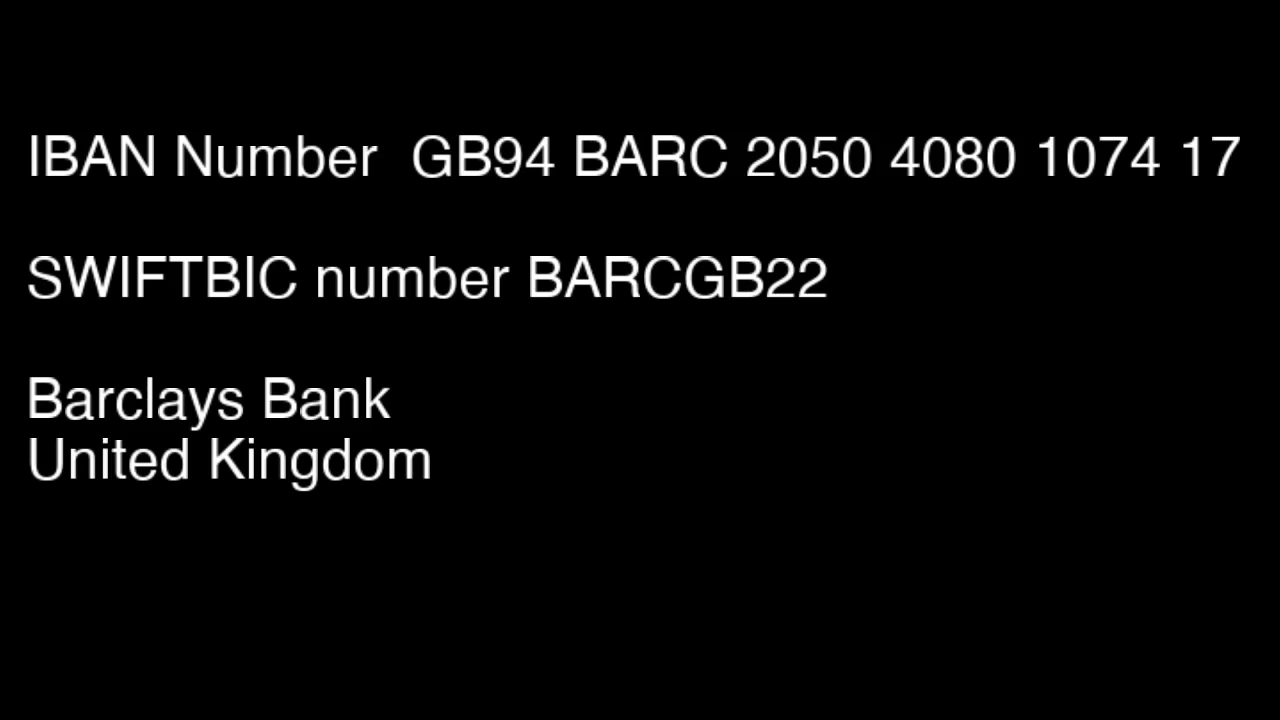 IBAN Number  GB94 BARC 2050 4080 1074 17
SWIFTBIC number BARCGB22
Barclays Bank
United Kingdom